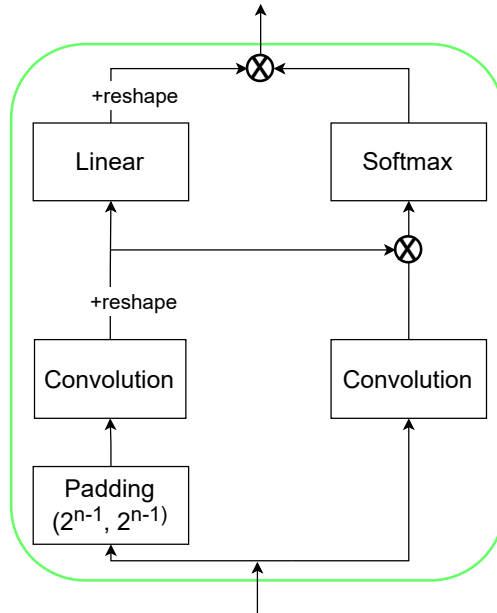 +reshape
Linear
Softmax
+reshape
Convolution
Convolution
Padding
(2ⁿ⁻¹, 2ⁿ⁻¹⁾